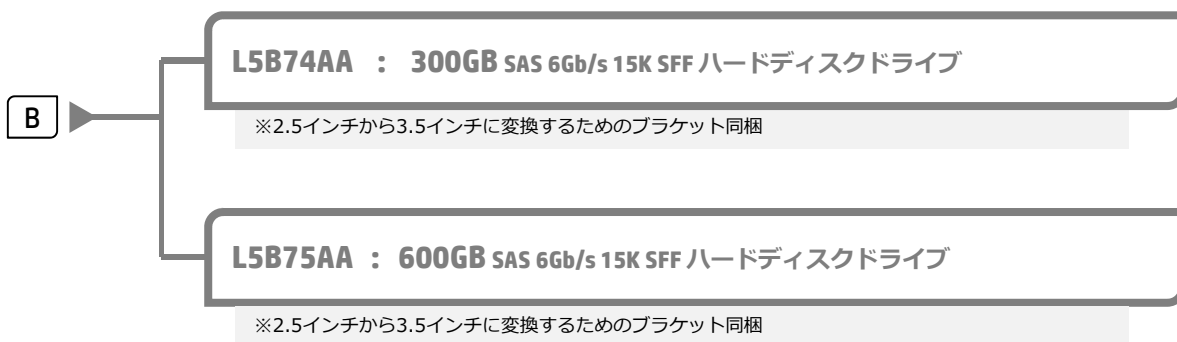 L5B74AA : 300GB SAS 6Gb/s 15K SFF ハードディスクドライブ
B
※2.5インチから3.5インチに変換するためのブラケット同梱
L5B75AA : 600GB SAS 6Gb/s 15K SFF ハードディスクドライブ
※2.5インチから3.5インチに変換するためのブラケット同梱